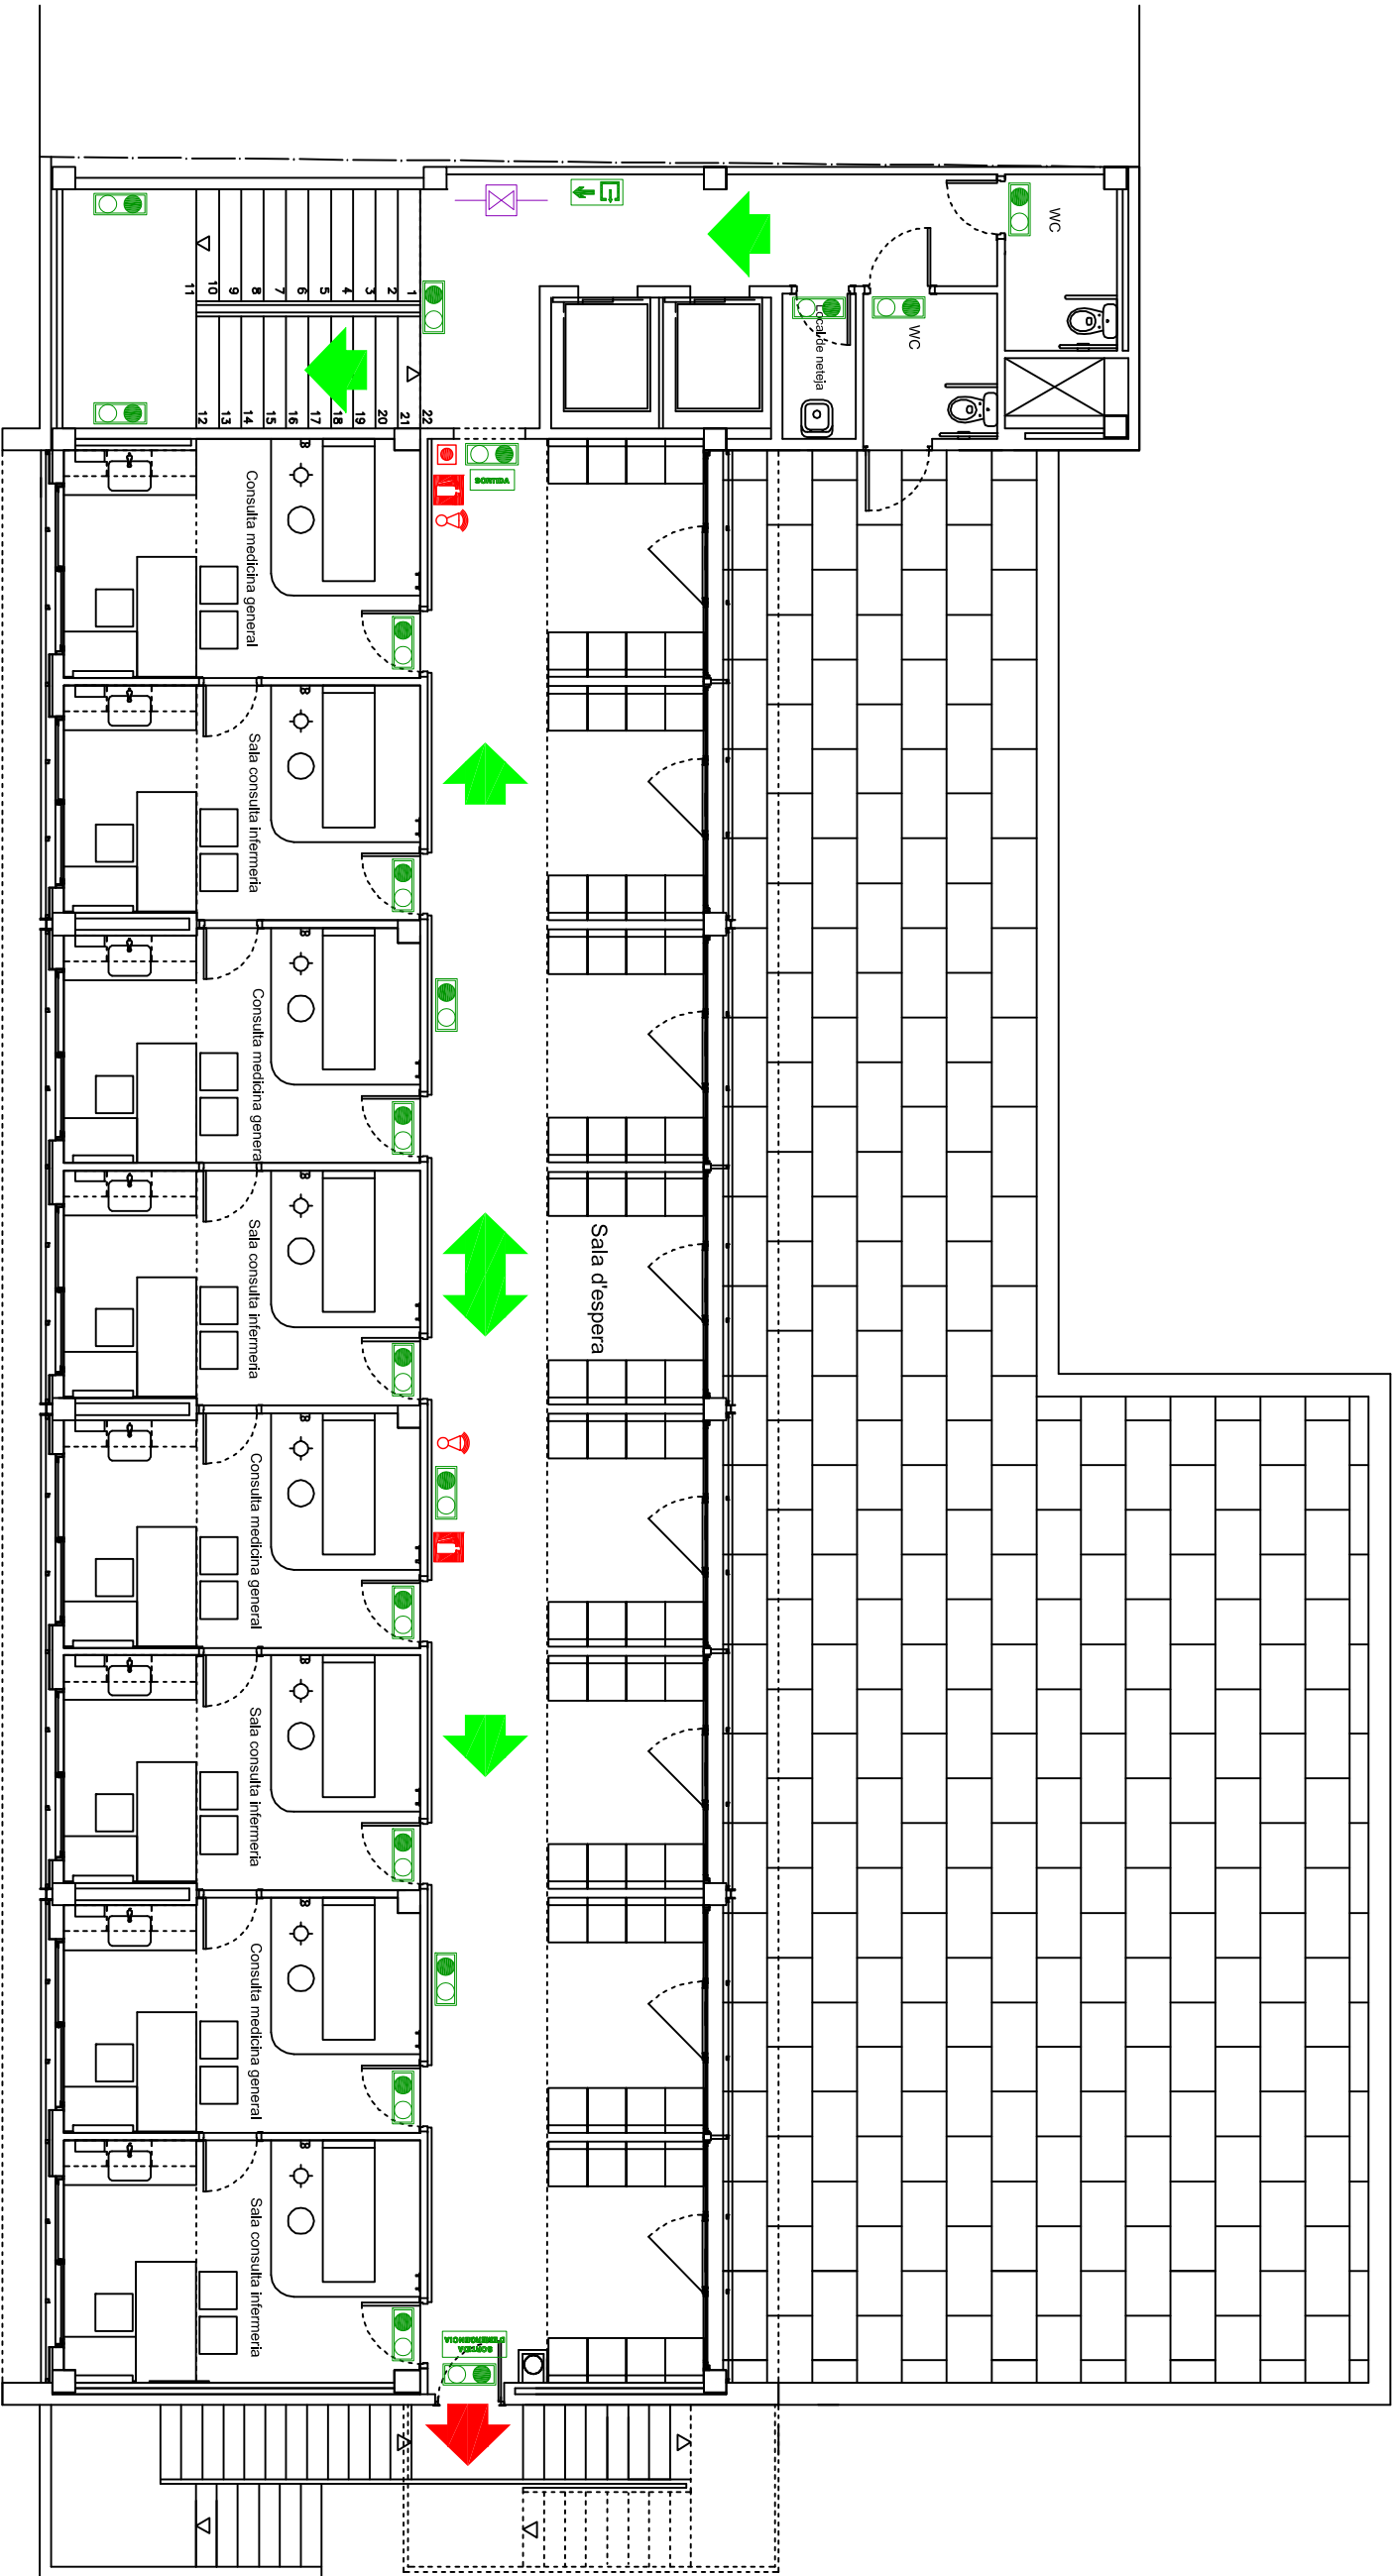 WC
WC
Local de neteja
1
2
3
4
5
6
7
8
9
10
11
12
13
14
15
16
17
18
19
20
21
22
SORTIDA
Consulta medicina general
Sala consulta infermeria
Consulta medicina general
Sala consulta infermeria
Sala d'espera
Consulta medicina general
Sala consulta infermeria
Consulta medicina general
Sala consulta infermeria
SORTIDA
D'EMERGENCIA